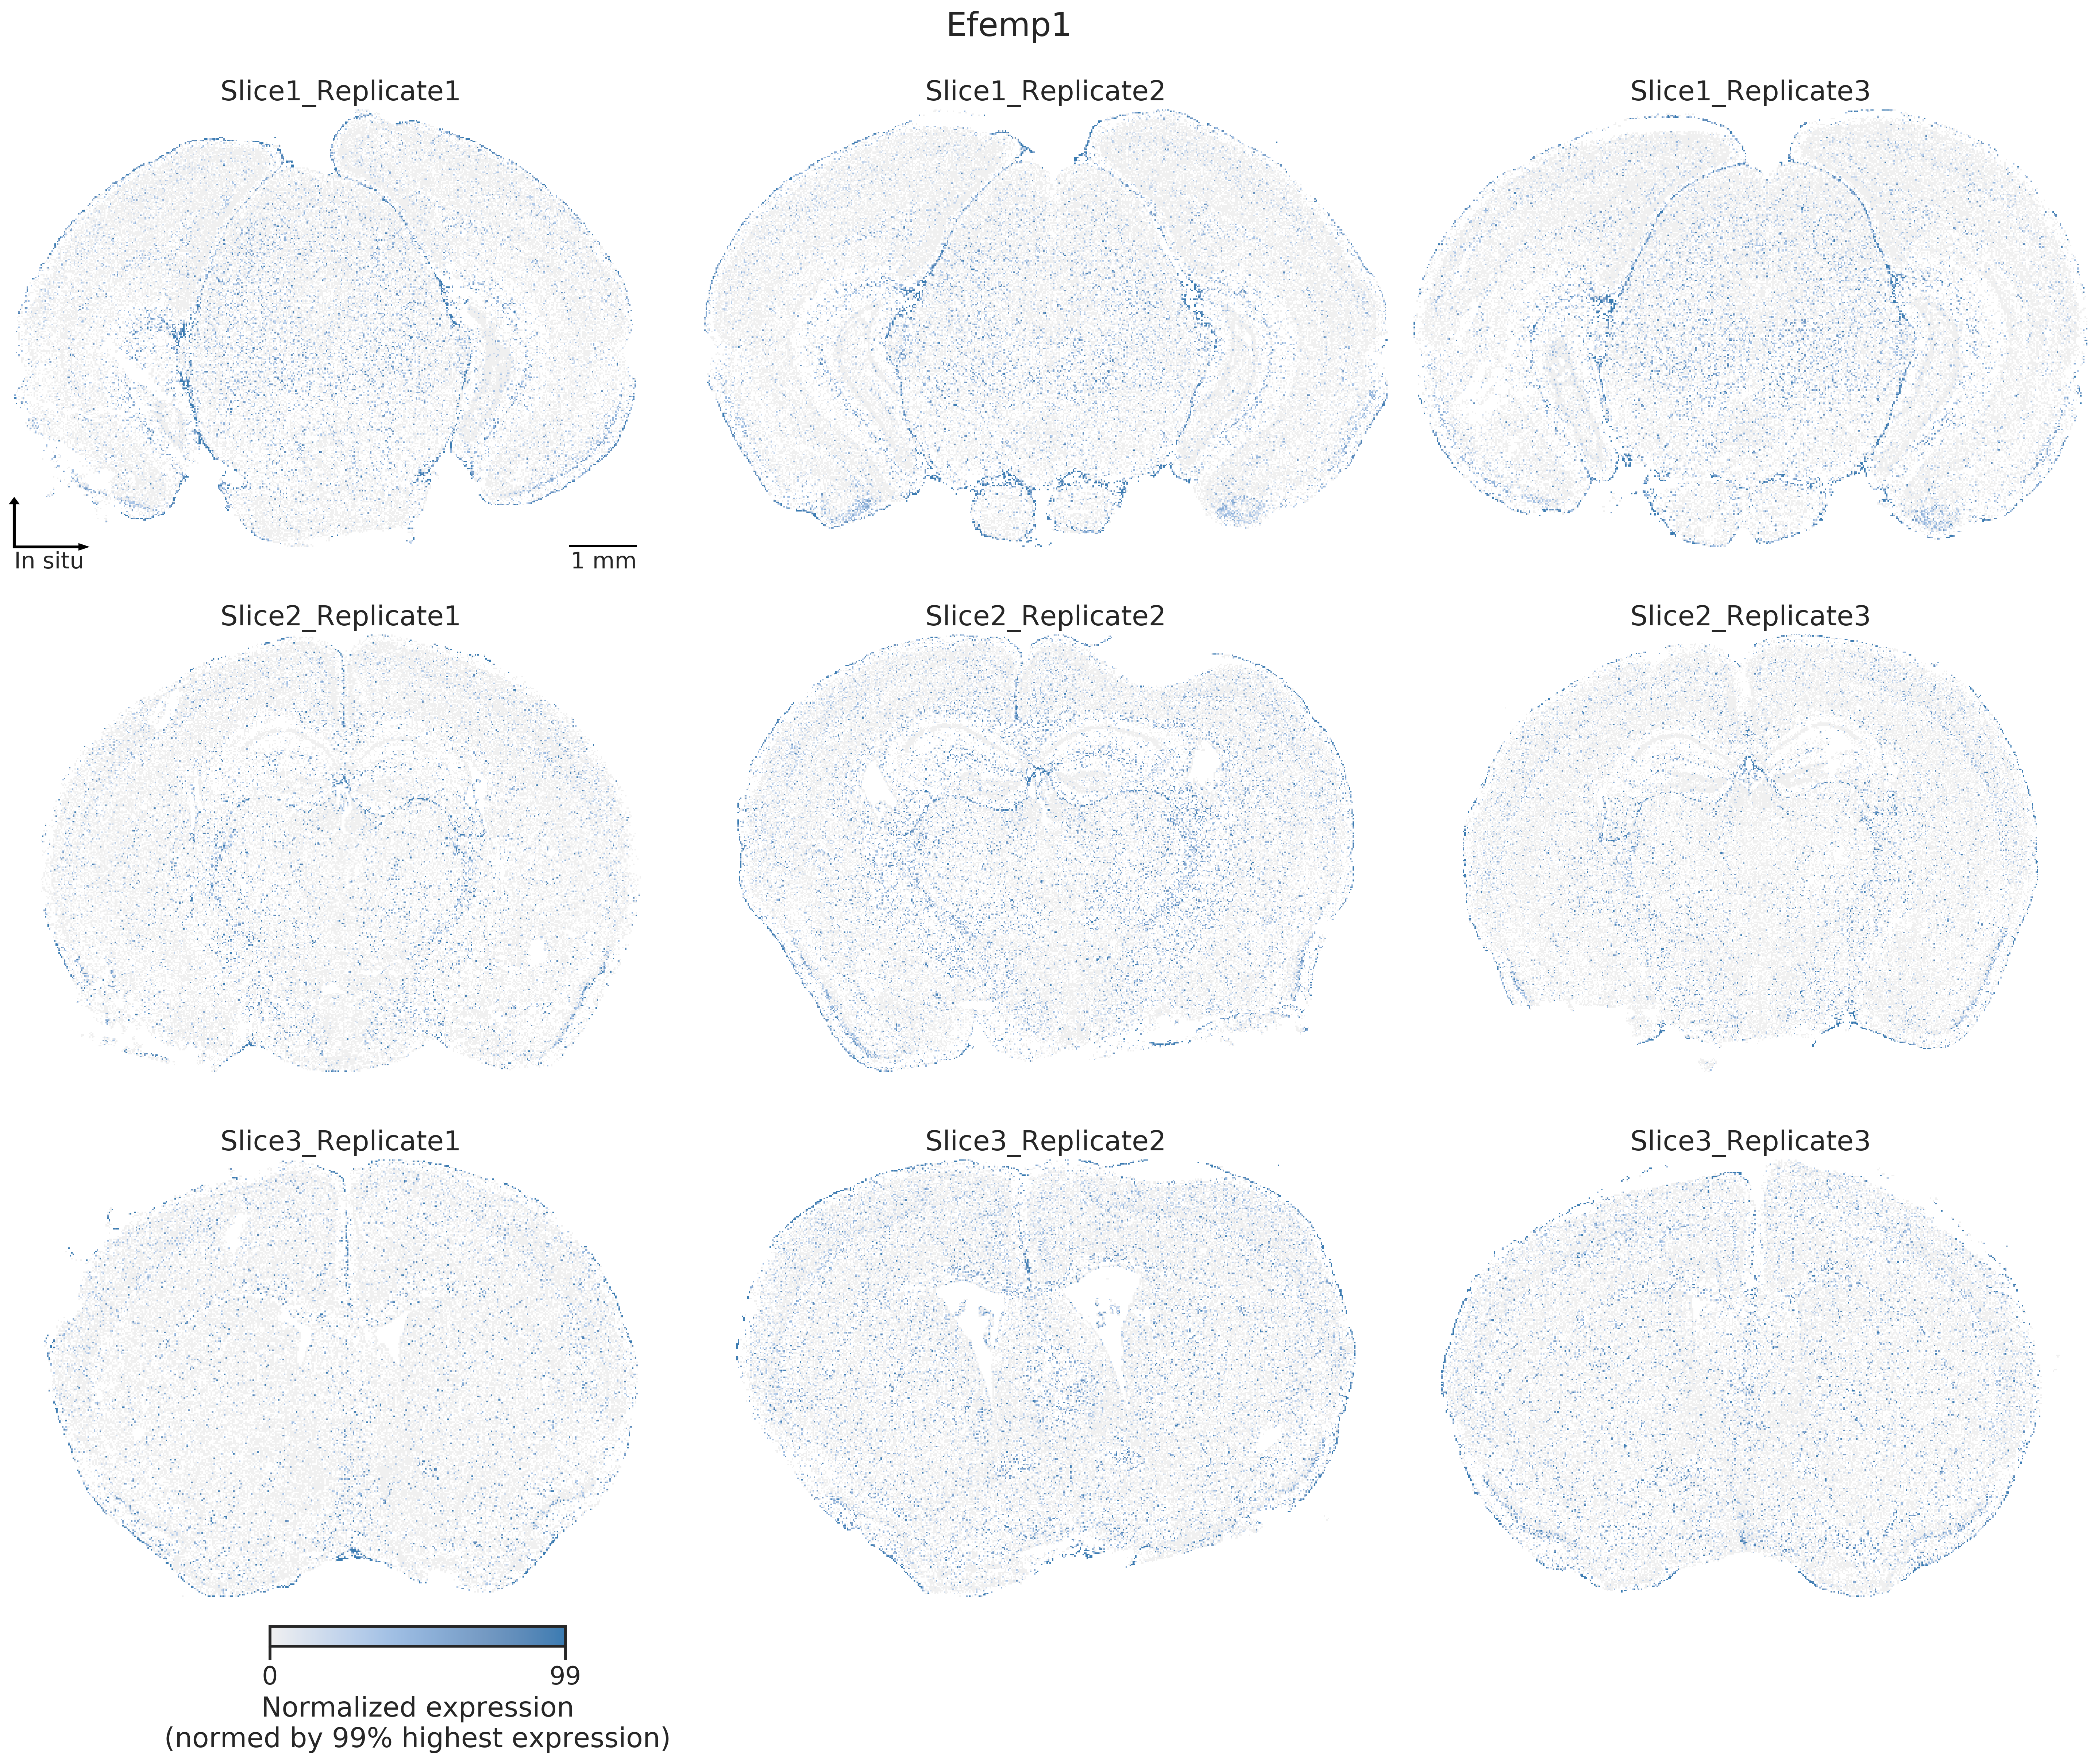 Efemp1
Slice1_Replicate1
Slice1_Replicate2
Slice1_Replicate3
In situ
1 mm
Slice2_Replicate1
Slice2_Replicate2
Slice2_Replicate3
Slice3_Replicate1
Slice3_Replicate2
Slice3_Replicate3
0
99
Normalized expression
(normed by 99% highest expression)